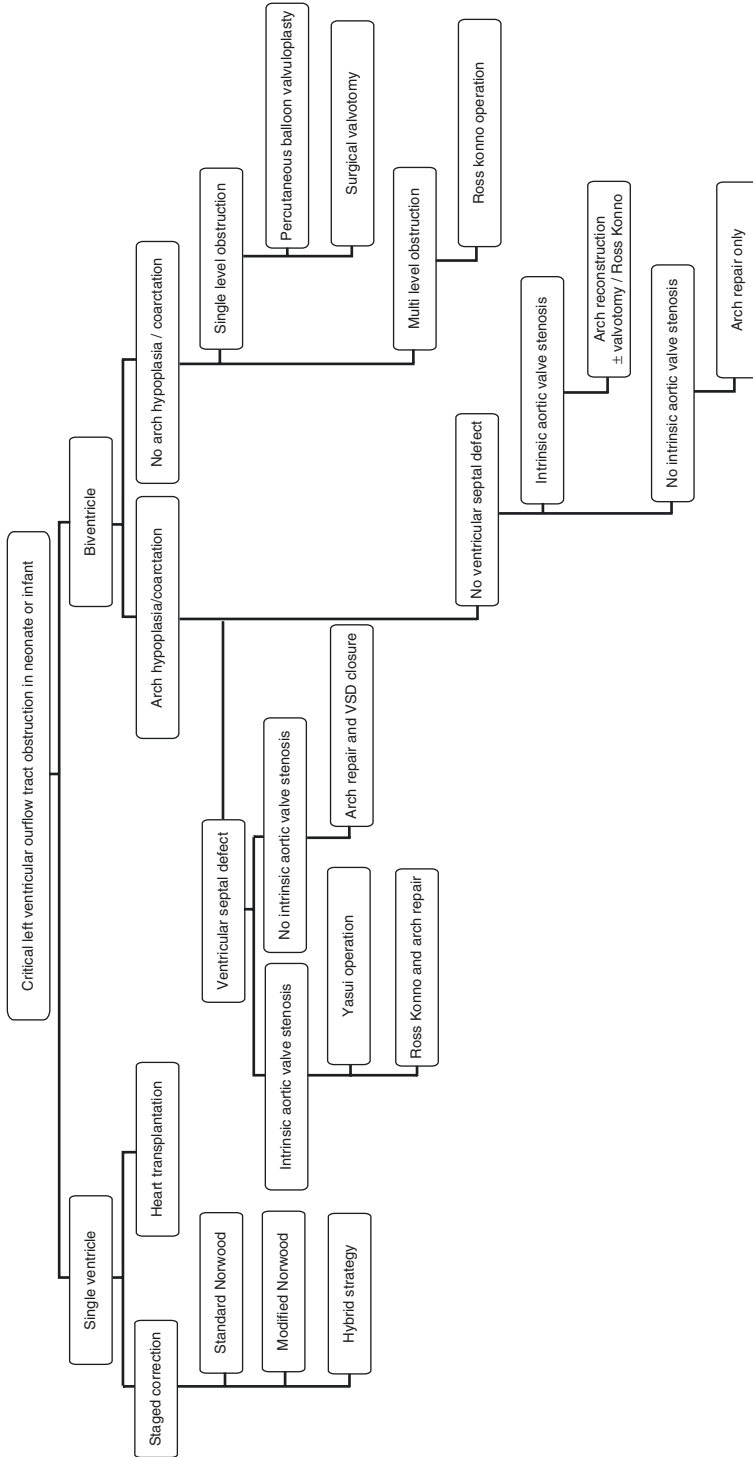 Critical left ventricular ourflow tract obstruction in neonate or infant
Single ventricle
Biventricle
Staged correction
Heart transplantation
Arch hypoplasia/coarctation
No arch hypoplasia / coarctation
Standard Norwood
Modified Norwood
Hybrid strategy
Ventricular septal defect
Intrinsic aortic valve stenosis
No intrinsic aortic valve stenosis
Yasui operation
Ross Konno and arch repair
Arch repair and VSD closure
No ventricular septal defect
Intrinsic aortic valve stenosis
Arch reconstruction
± valvotomy / Ross Konno
No intrinsic aortic valve stenosis
Arch repair only
Single level obstruction
Percutaneous balloon valvuloplasty
Surgical valvotomy
Multi level obstruction
Ross konno operation